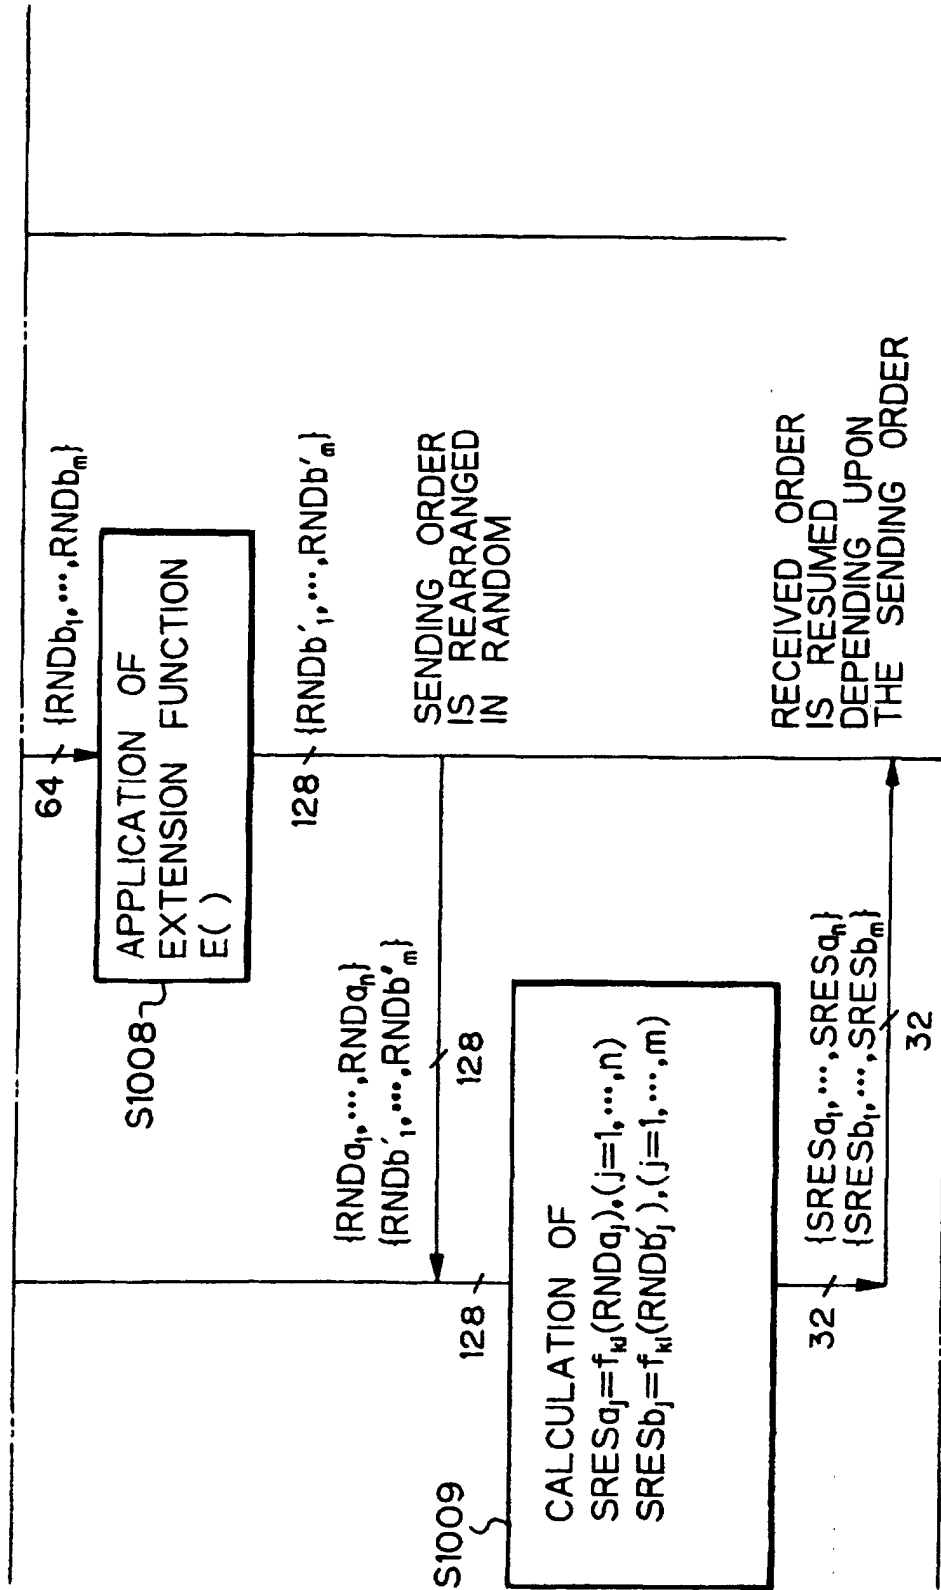 64
{RNDb1,···,RNDbm}
S1008
APPLICATION OF
EXTENSION FUNCTION
E( )
128
{RNDb'1,···,RNDb'm}
{RNDa1,···,RNDan}
{RNDb'1,···,RNDb'm}
128
SENDING ORDER
IS REARRANGED
IN RANDOM
128
S1009
CALCULATION OF
SRESaj=fki(RNDaj),(j=1,···,n)
SRESbj=fki(RNDb'j),(j=1,···,m)
32
{SRESa1,···,SRESan}
{SRESb1,···,SRESbm}
32
RECEIVED ORDER
IS RESUMED
DEPENDING UPON
THE SENDING ORDER